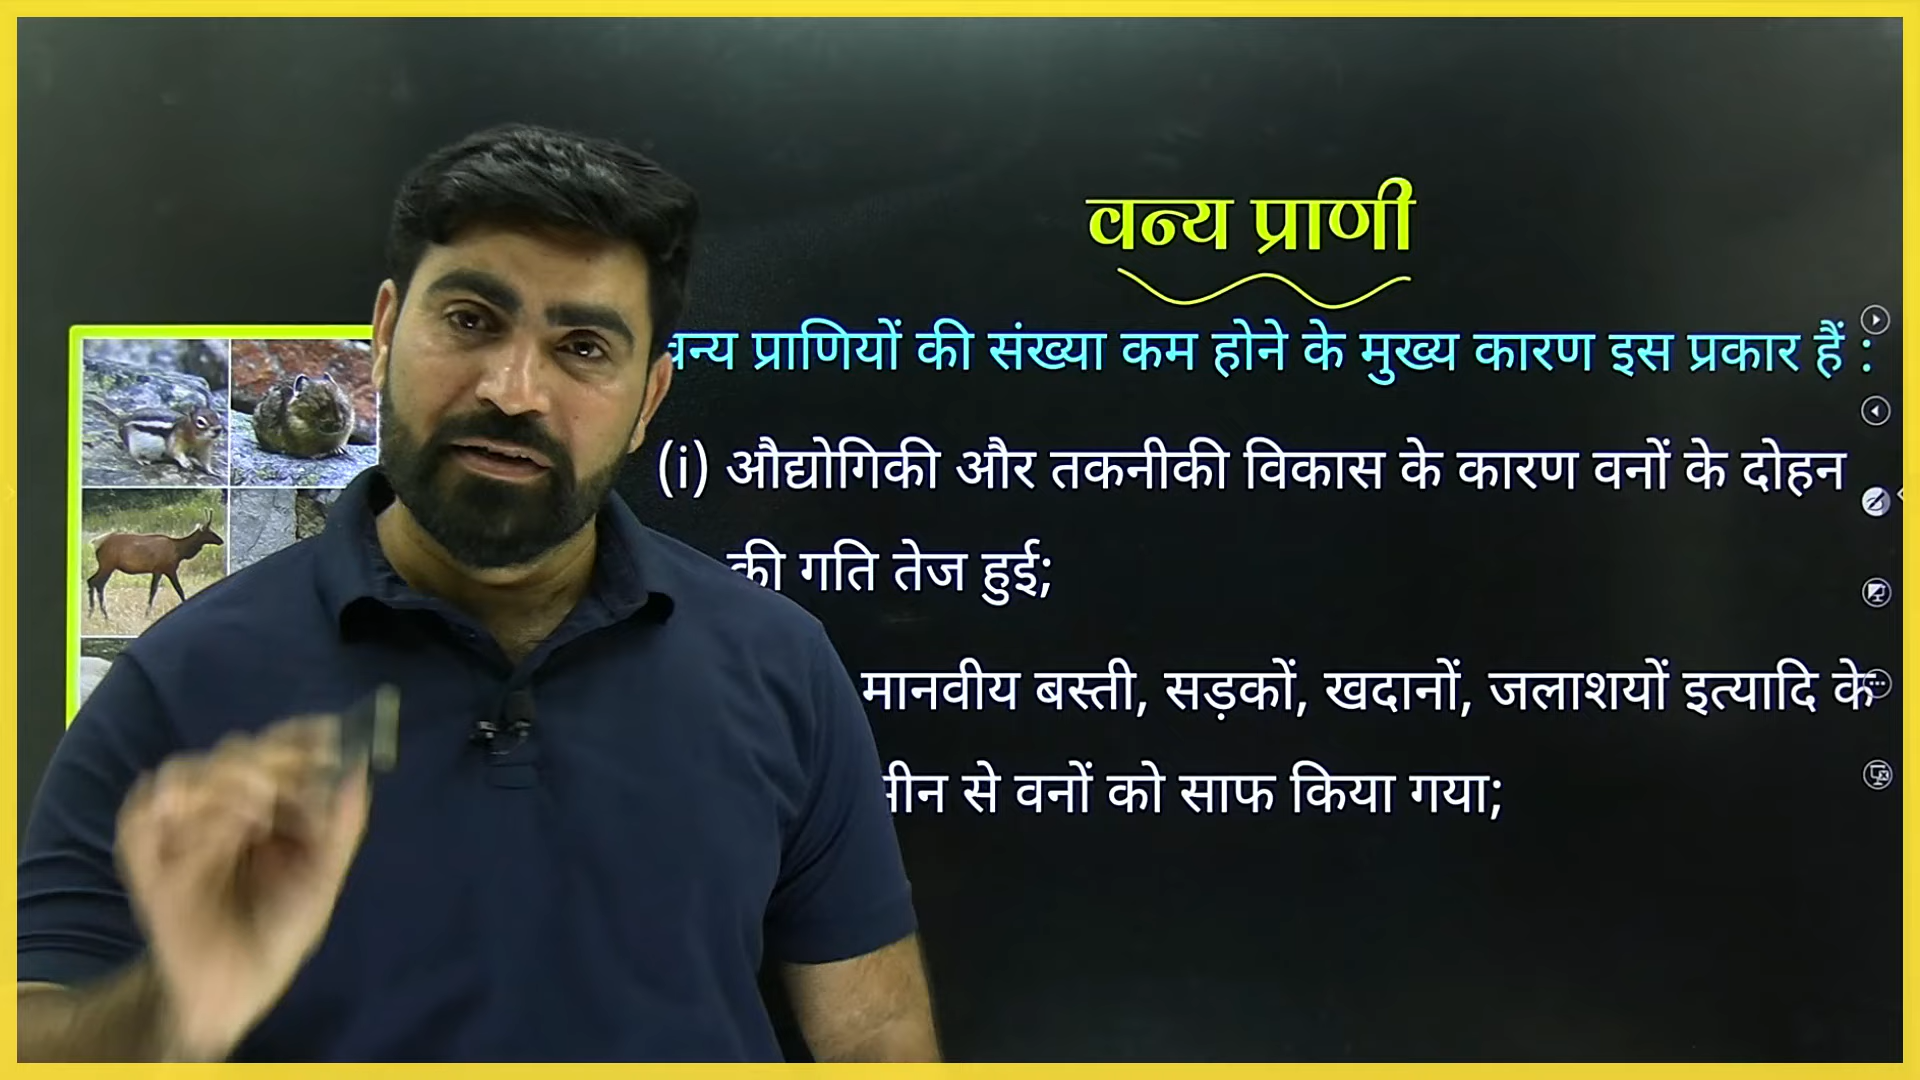 वन्य प्राणी
वन्य प्राणियों की संख्या कम होने के मुख्य कारण इस प्रकार हैं :
(i) औद्योगिकी और तकनीकी विकास के कारण वनों के दोहन
की गति तेज हुई;
मानवीय बस्ती, सड़कों, खदानों, जलाशयों इत्यादि के
से वनों को साफ किया गया;